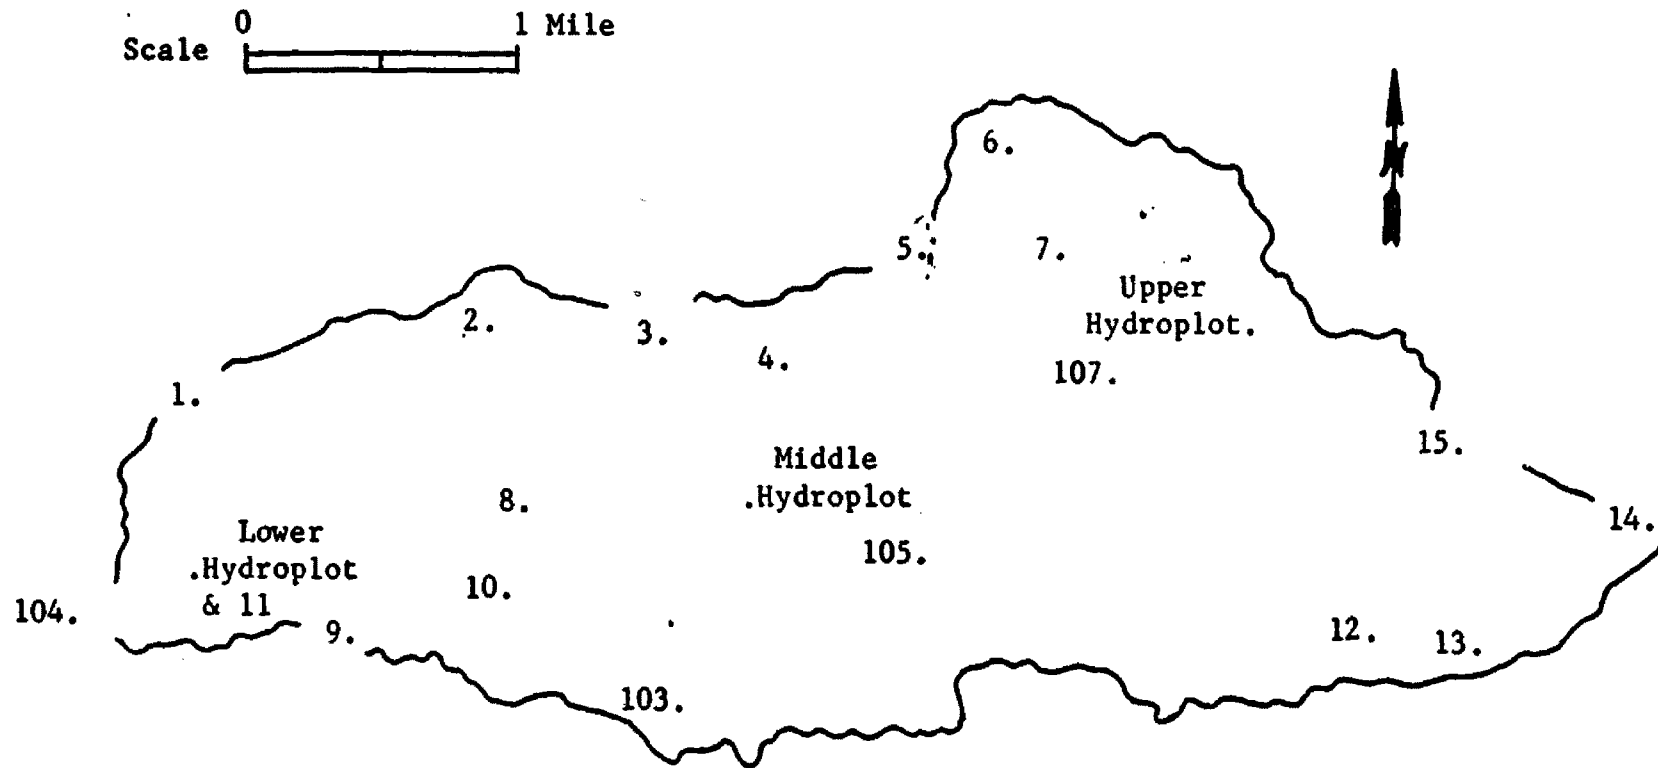 0 1 Mile
Scale
6.
N
5. 7.
Upper
Hydroplot.
2. 3. 4. 107.
1.
15.
Middle
.Hydroplot
8. 14.
Lower
.Hydroplot
& 11
105.
10.
104. 9. 12. 13.
103.